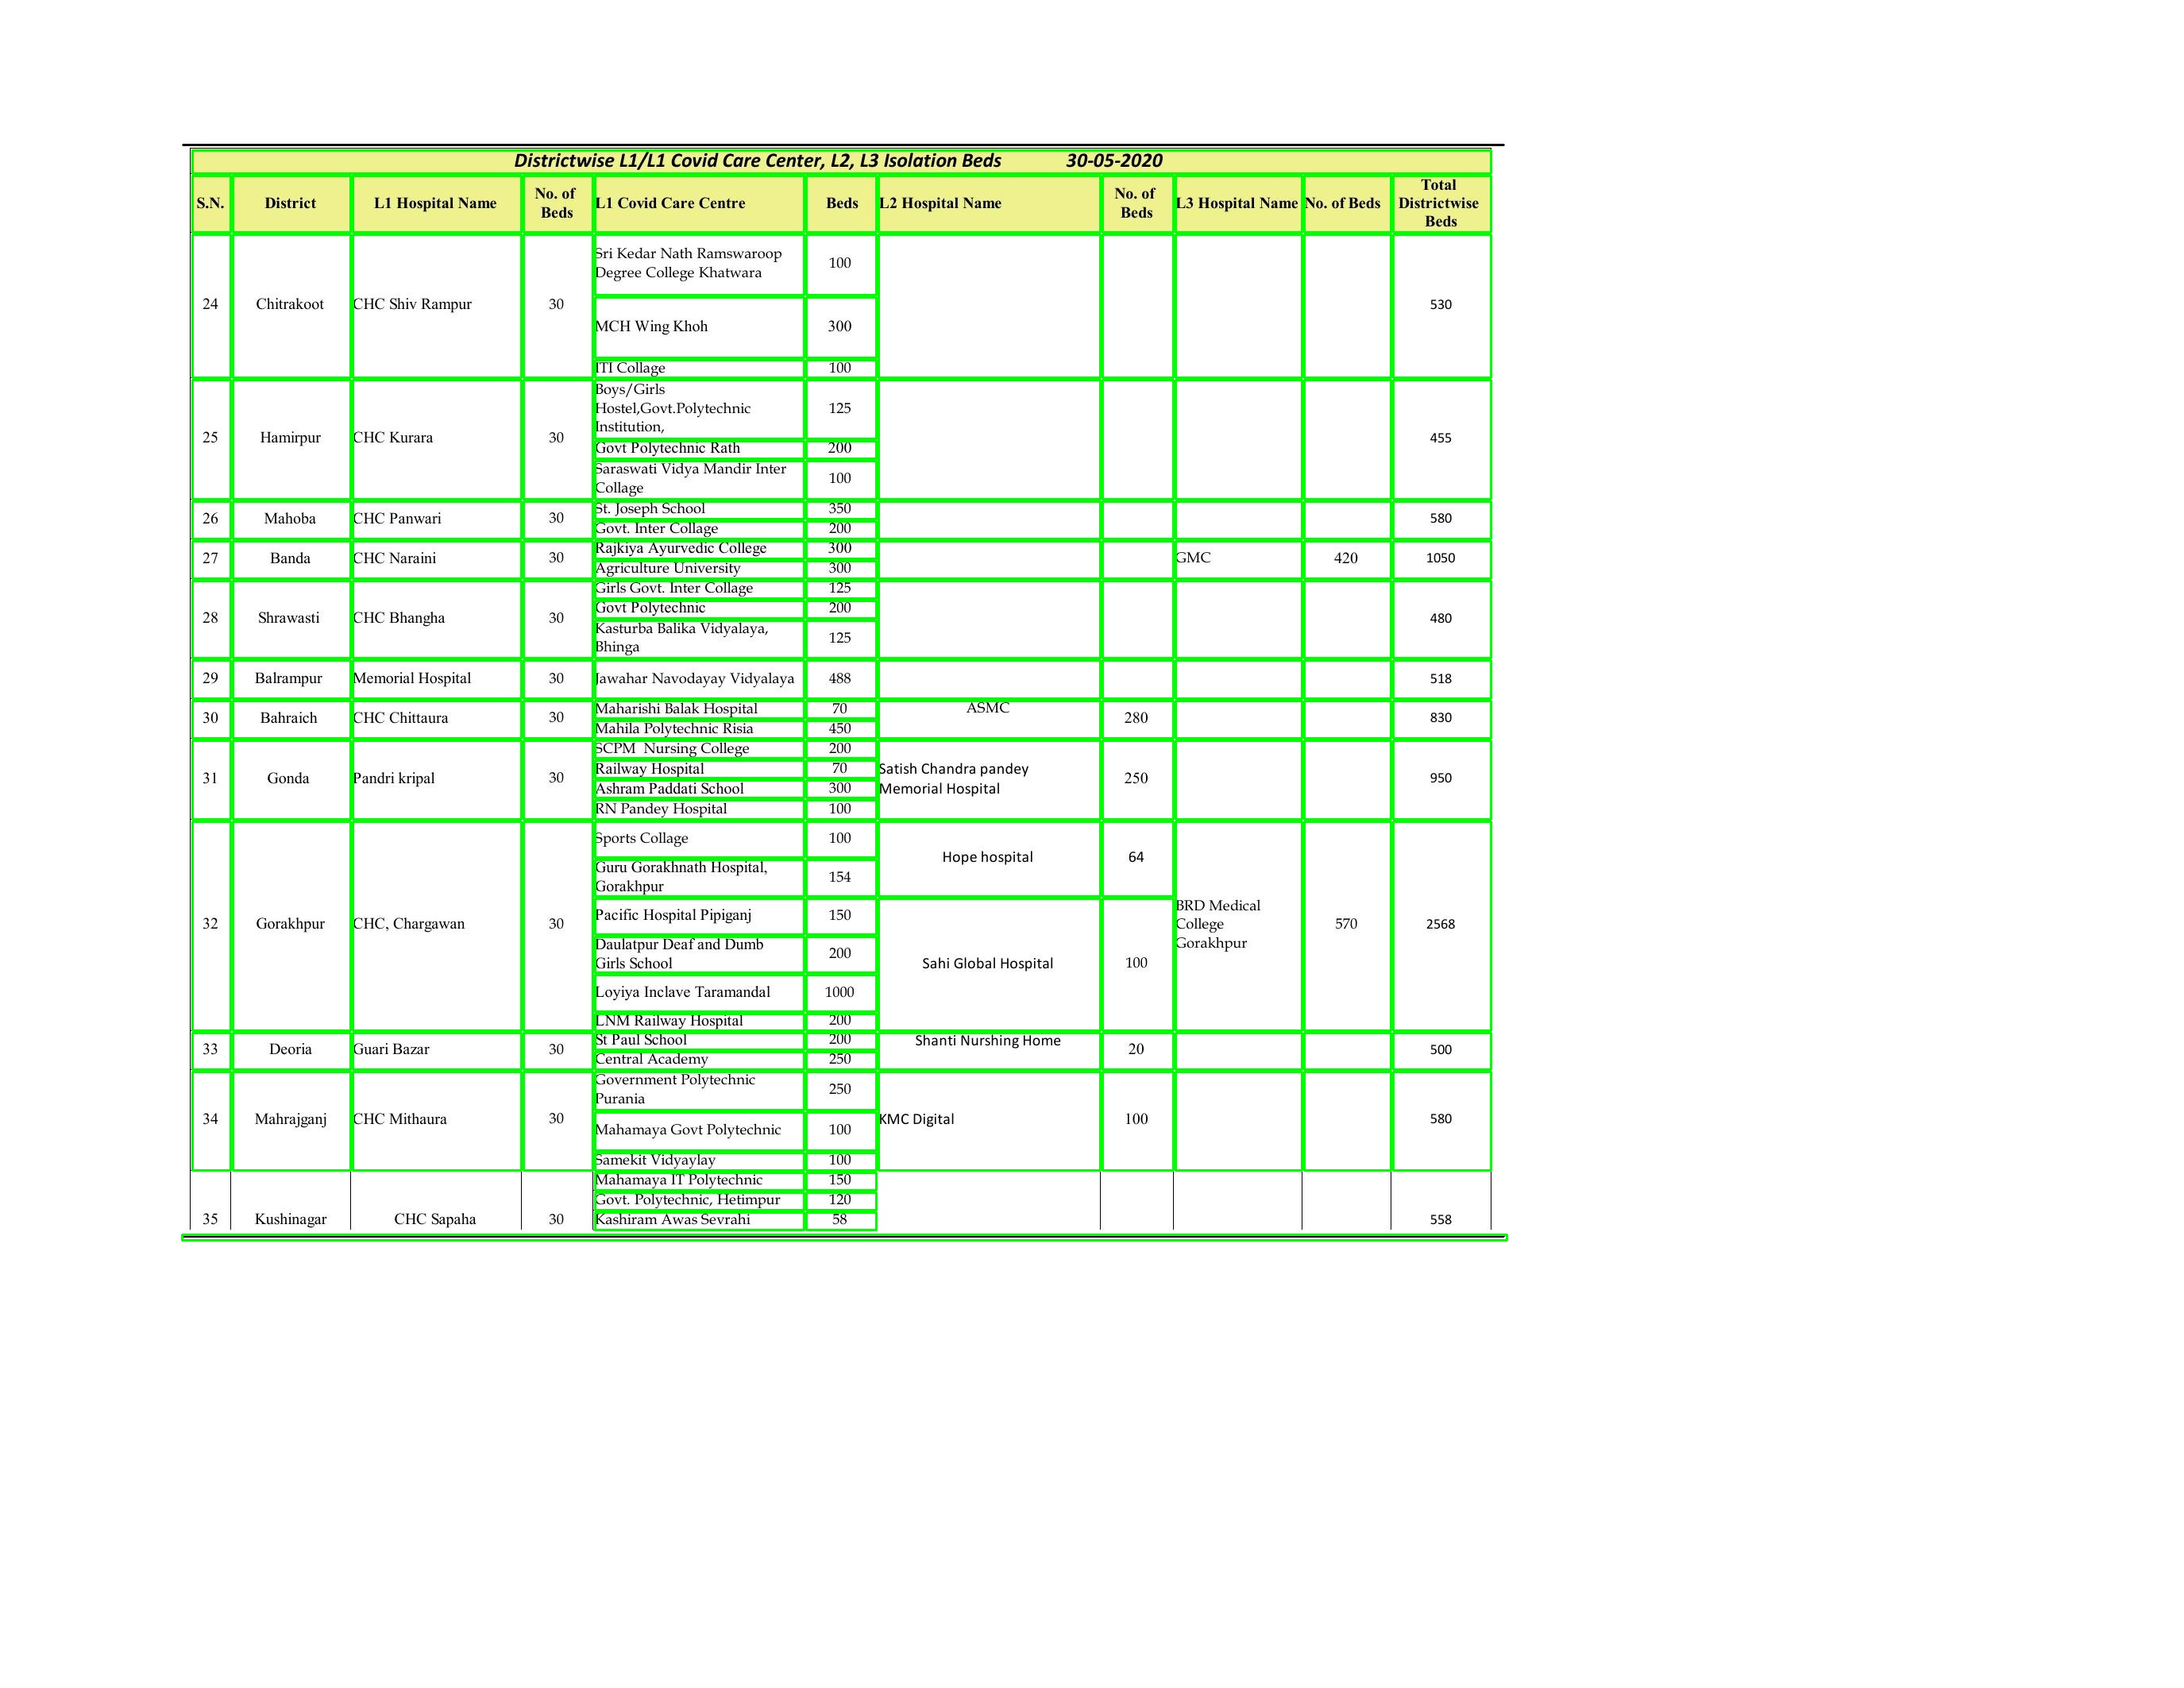 Districtwise L1/L1 Covid Care Center, L2, L3 Isolation Beds 30-05-2020
S.N. District L1 Hospital Name No. of Beds L1 Covid Care Centre Beds L2 Hospital Name No. of Beds L3 Hospital Name No. of Beds Total Districtwise Beds
24 Chitrakoot CHC Shiv Rampur 30 Sri Kedar Nath Ramswaroop Degree College Khatwara 100 530
MCH Wing Khoh 300
ITI Collage 100
25 Hamirpur CHC Kurara 30 Boys/Girls Hostel,Govt.Polytechnic Institution, 125 455
Govt Polytechnic Rath 200
Saraswati Vidya Mandir Inter Collage 100
26 Mahoba CHC Panwari 30 St. Joseph School 350 580
Govt. Inter Collage 200
27 Banda CHC Naraini 30 Rajkiya Ayurvedic College 300 GMC 420 1050
Agriculture University 300
28 Shrawasti CHC Bhangha 30 Girls Govt. Inter Collage 125 480
Govt Polytechnic 200
Kasturba Balika Vidyalaya, Bhinga 125
29 Balrampur Memorial Hospital 30 Jawahar Navodayay Vidyalaya 488 518
30 Bahraich CHC Chittaura 30 Maharishi Balak Hospital 70 ASMC 280 830
Mahila Polytechnic Risia 450
31 Gonda Pandri kripal 30 SCPM Nursing College 200 Satish Chandra pandey Memorial Hospital 250 950
Railway Hospital 70
Ashram Paddati School 300
RN Pandey Hospital 100
32 Gorakhpur CHC, Chargawan 30 Sports Collage 100 Hope hospital 64 BRD Medical College Gorakhpur 570 2568
Guru Gorakhnath Hospital, Gorakhpur 154
Pacific Hospital Pipiganj 150 Sahi Global Hospital 100
Daulatpur Deaf and Dumb Girls School 200
Loyiya Inclave Taramandal 1000
LNM Railway Hospital 200
33 Deoria Guari Bazar 30 St Paul School 200 Shanti Nurshing Home 20 500
Central Academy 250
34 Mahrajganj CHC Mithaura 30 Government Polytechnic Purania 250 KMC Digital 100 580
Mahamaya Govt Polytechnic 100
Samekit Vidyaylay 100
Mahamaya IT Polytechnic 150
Govt. Polytechnic, Hetimpur 120
35 Kushinagar CHC Sapaha 30 Kashiram Awas Sevrahi 58 558